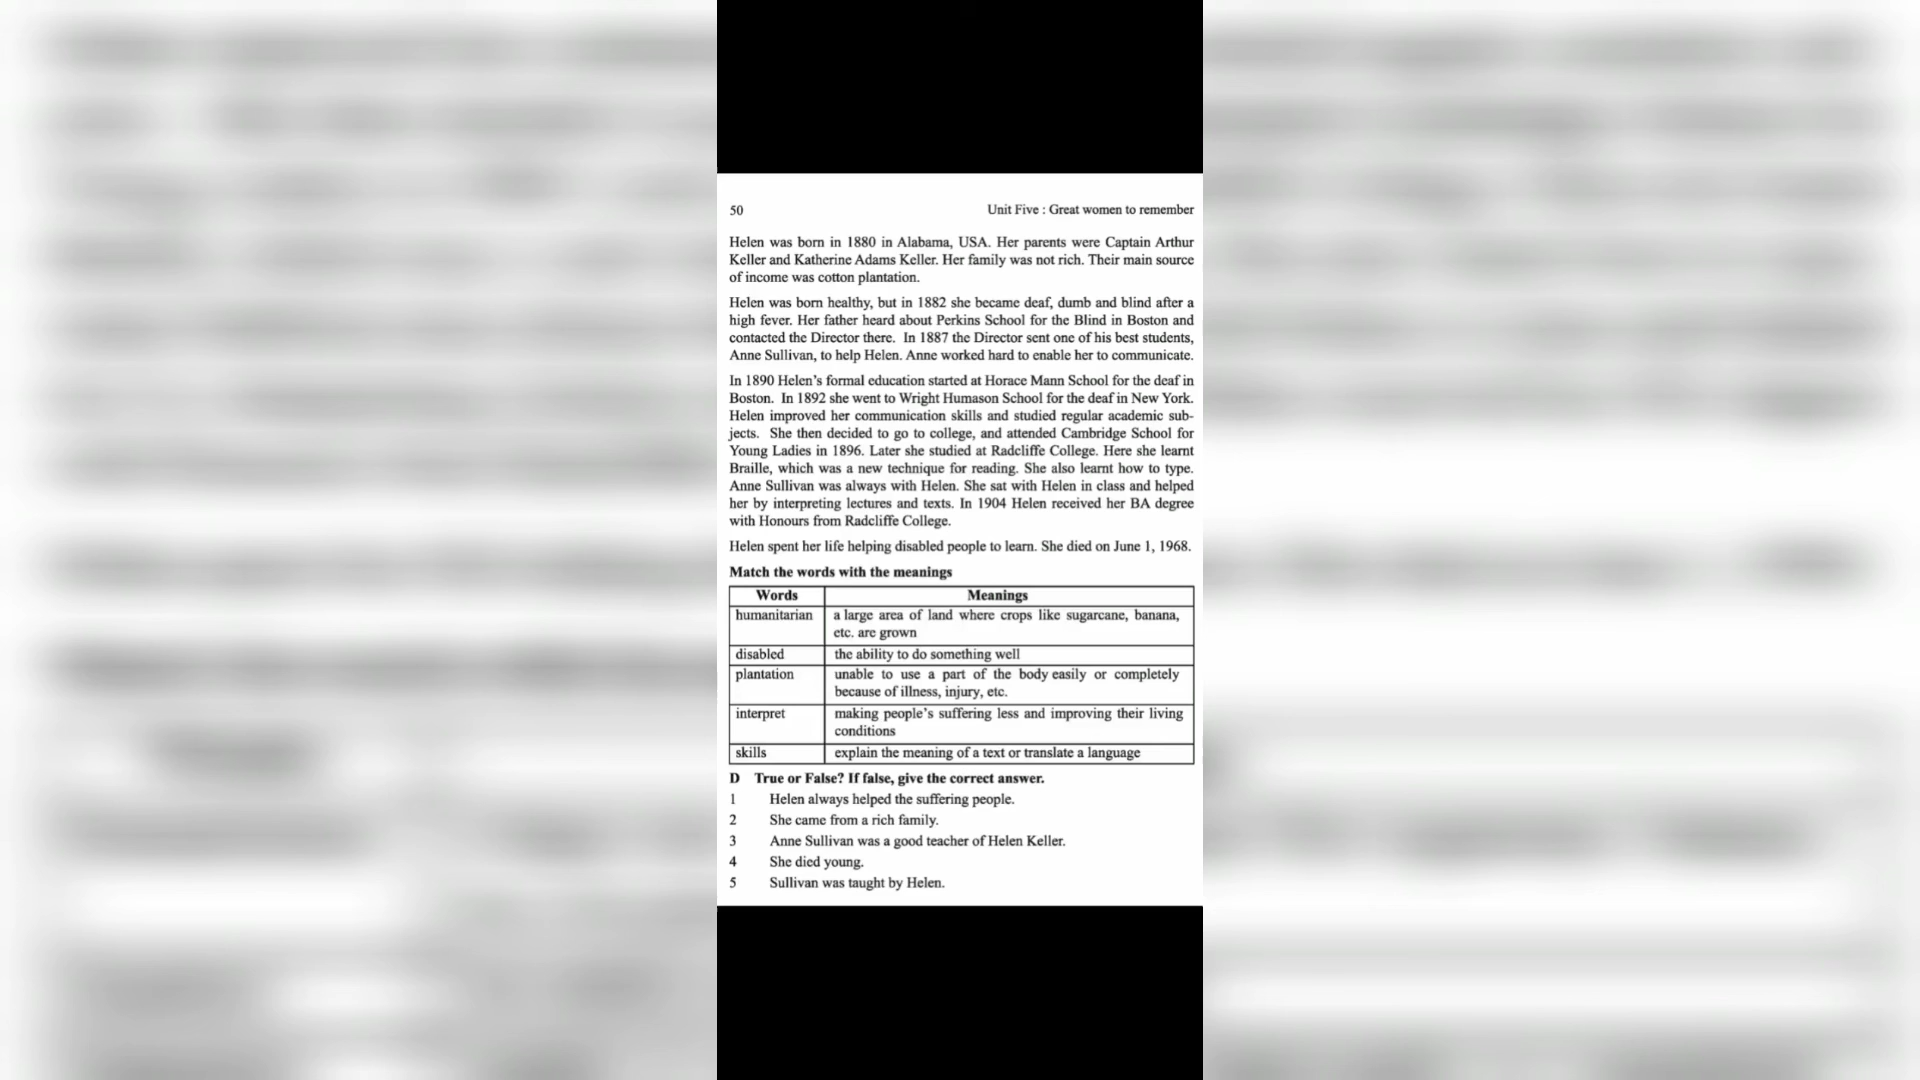 50 Unit Five : Great women to remember
Helen was born in 1880 in Alabama, USA. Her parents were Captain Arthur
Keller and Katherine Adams Keller. Her family was not rich. Their main source
of income was cotton plantation.
Helen was born healthy, but in 1882 she became deaf, dumb and blind after a
high fever. Her father heard about Perkins School for the Blind in Boston and
contacted the Director there. In 1887 the Director sent one of his best students,
Anne Sullivan, to help Helen. Anne worked hard to enable her to communicate.
In 1890 Helen's formal education started at Horace Mann School for the deaf in
Boston. In 1892 she went to Wright Humason School for the deaf in New York.
Helen improved her communication skills and studied regular academic sub-
jects. She then decided to go to college, and attended Cambridge School for
Young Ladies in 1896. Later she studied at Radcliffe College. Here she learnt
Braille, which was a new technique for reading. She also learnt how to type.
Anne Sullivan was always with Helen. She sat with Helen in class and helped
her by interpreting lectures and texts. In 1904 Helen received her BA degree
with Honours from Radcliffe College.
Helen spent her life helping disabled people to learn. She died on June 1, 1968.
Match the words with the meanings
Words Meanings
humanitarian a large area of land where crops like sugarcane, banana,
etc. are grown
disabled the ability to do something well
plantation unable to use a part of the body easily or completely
because of illness, injury, etc.
interpret making people's suffering less and improving their living
conditions
skills explain the meaning of a text or translate a language
D True or False? If false, give the correct answer.
1 Helen always helped the suffering people.
2 She came from a rich family.
3 Anne Sullivan was a good teacher of Helen Keller.
4 She died young.
5 Sullivan was taught by Helen.